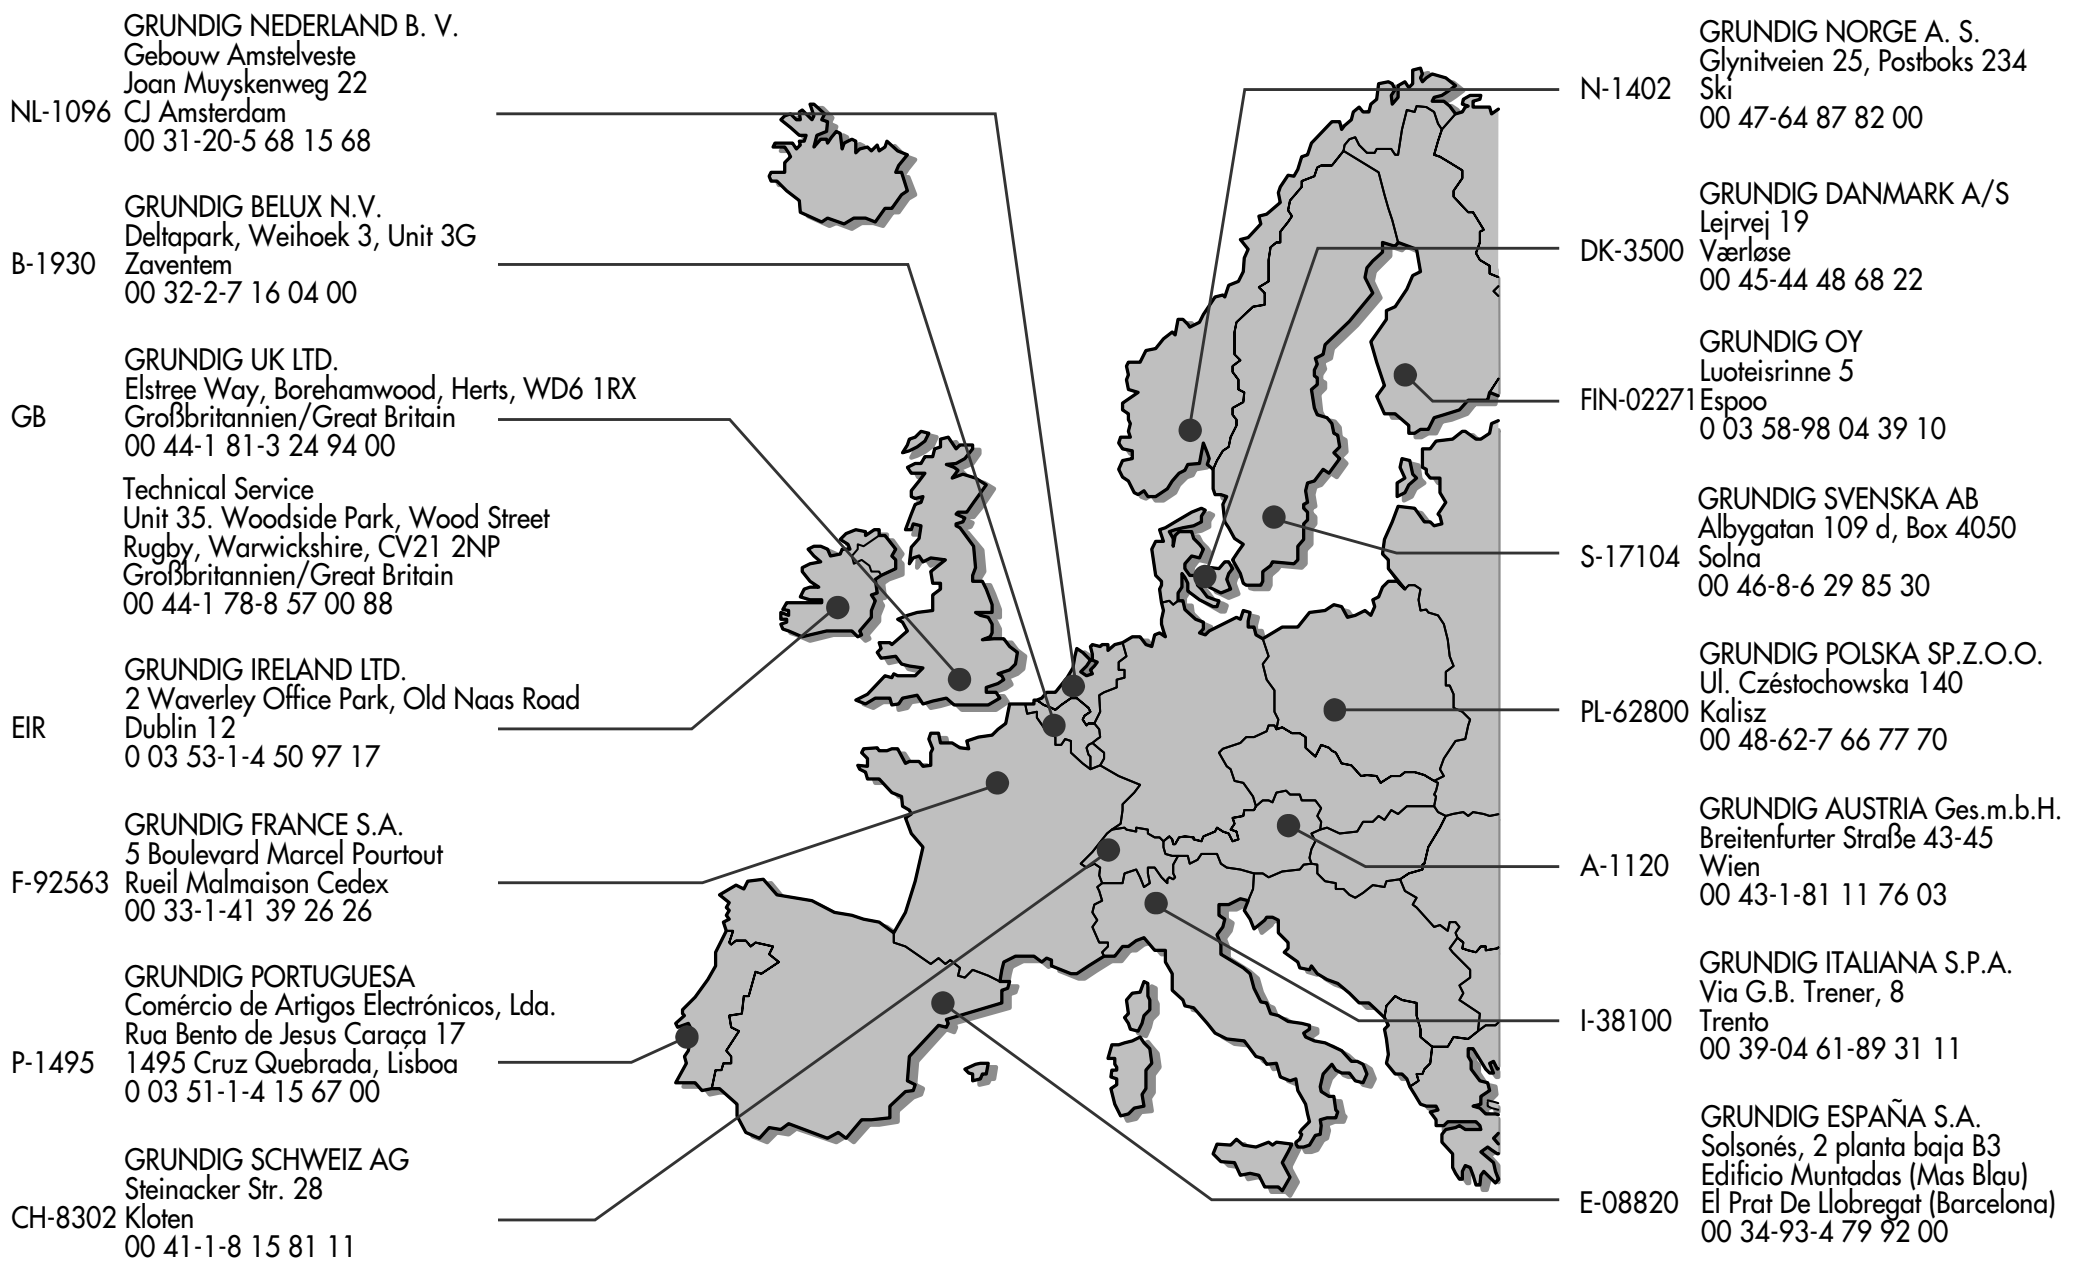 GRUNDIG NEDERLAND B. V.
Gebouw Amstelveste
Joan Muyskenweg 22
NL-1096 CJ Amsterdam
00 31-20-5 68 15 68
GRUNDIG BELUX N.V.
Deltapark, Weihoek 3, Unit 3G
B-1930 Zaventem
00 32-2-7 16 04 00
GRUNDIG UK LTD.
Elstree Way, Borehamwood, Herts, WD6 1RX
GB Großbritannien/Great Britain
00 44-1 81-3 24 94 00
Technical Service
Unit 35. Woodside Park, Wood Street
Rugby, Warwickshire, CV21 2NP
Großbritannien/Great Britain
00 44-1 78-8 57 00 88
GRUNDIG IRELAND LTD.
2 Waverley Office Park, Old Naas Road
EIR Dublin 12
0 03 53-1-4 50 97 17
GRUNDIG FRANCE S.A.
5 Boulevard Marcel Pourtout
F-92563 Rueil Malmaison Cedex
00 33-1-41 39 26 26
GRUNDIG PORTUGUESA
Comércio de Artigos Electrónicos, Lda.
Rua Bento de Jesus Caraça 17
P-1495 1495 Cruz Quebrada, Lisboa
0 03 51-1-4 15 67 00
GRUNDIG SCHWEIZ AG
Steinacker Str. 28
CH-8302 Kloten
00 41-1-8 15 81 11
GRUNDIG NORGE A. S.
Glynitveien 25, Postboks 234
N-1402 Ski
00 47-64 87 82 00
GRUNDIG DANMARK A/S
Lejrvej 19
DK-3500 Værløse
00 45-44 48 68 22
GRUNDIG OY
Luoteisrinne 5
FIN-02271 Espoo
0 03 58-98 04 39 10
GRUNDIG SVENSKA AB
Albygatan 109 d, Box 4050
S-17104 Solna
00 46-8-6 29 85 30
GRUNDIG POLSKA SP.Z.O.O.
Ul. Czéstochowska 140
PL-62800 Kalisz
00 48-62-7 66 77 70
GRUNDIG AUSTRIA Ges.m.b.H.
Breitenfurter Straße 43-45
A-1120 Wien
00 43-1-81 11 76 03
GRUNDIG ITALIANA S.P.A.
Via G.B. Trener, 8
I-38100 Trento
00 39-04 61-89 31 11
GRUNDIG ESPAÑA S.A.
Solsonés, 2 planta baja B3
Edificio Muntadas (Mas Blau)
E-08820 El Prat De Llobregat (Barcelona)
00 34-93-4 79 92 00